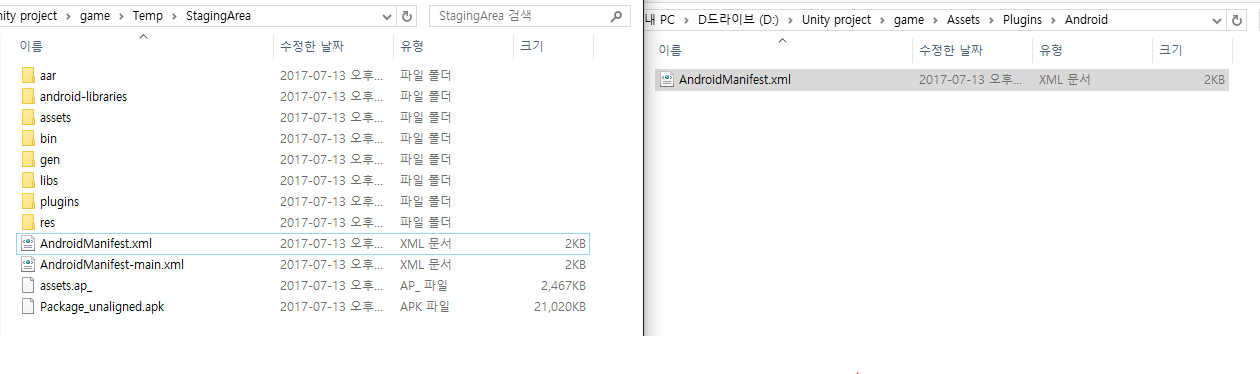 nity project > game > Temp > StagingArea
StagingArea 검색
이름 수정한 날짜 유형 크기
aar 2017-07-13 오후... 파일 폴더
android-libraries 2017-07-13 오후... 파일 폴더
assets 2017-07-13 오후... 파일 폴더
bin 2017-07-13 오후... 파일 폴더
gen 2017-07-13 오후... 파일 폴더
libs 2017-07-13 오후... 파일 폴더
plugins 2017-07-13 오후... 파일 폴더
res 2017-07-13 오후... 파일 폴더
AndroidManifest.xml 2017-07-13 오후... XML 문서 2KB
AndroidManifest-main.xml 2017-07-13 오후... XML 문서 2KB
assets.ap_ 2017-07-13 오후... AP_ 파일 2,467KB
Package_unaligned.apk 2017-07-13 오후... APK 파일 21,020KB
내 PC > D드라이브 (D:) > Unity project > game > Assets > Plugins > Android
이름 수정한 날짜 유형 크기
AndroidManifest.xml 2017-07-13 오후... XML 문서 2KB